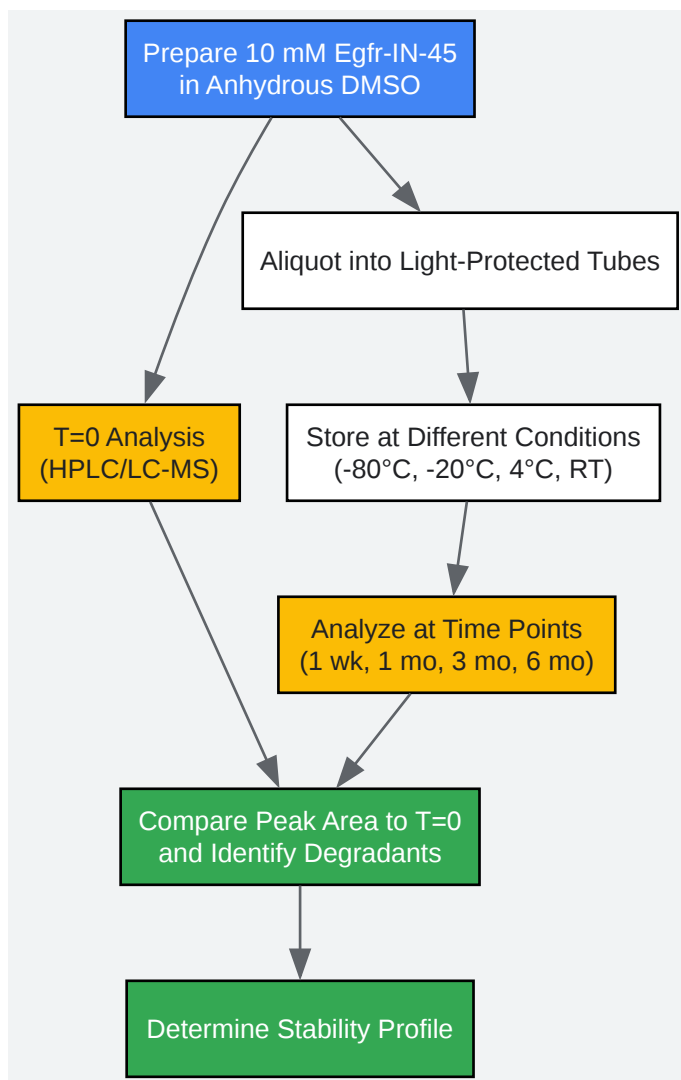 Prepare 10 mM Egfr-IN-45
in Anhydrous DMSO
Aliquot into Light-Protected Tubes
T=0 Analysis
(HPLC/LC-MS)
Store at Different Conditions
(-80°C, -20°C, 4°C, RT)
Analyze at Time Points
(1 wk, 1 mo, 3 mo, 6 mo)
Compare Peak Area to T=0
and Identify Degradants
Determine Stability Profile